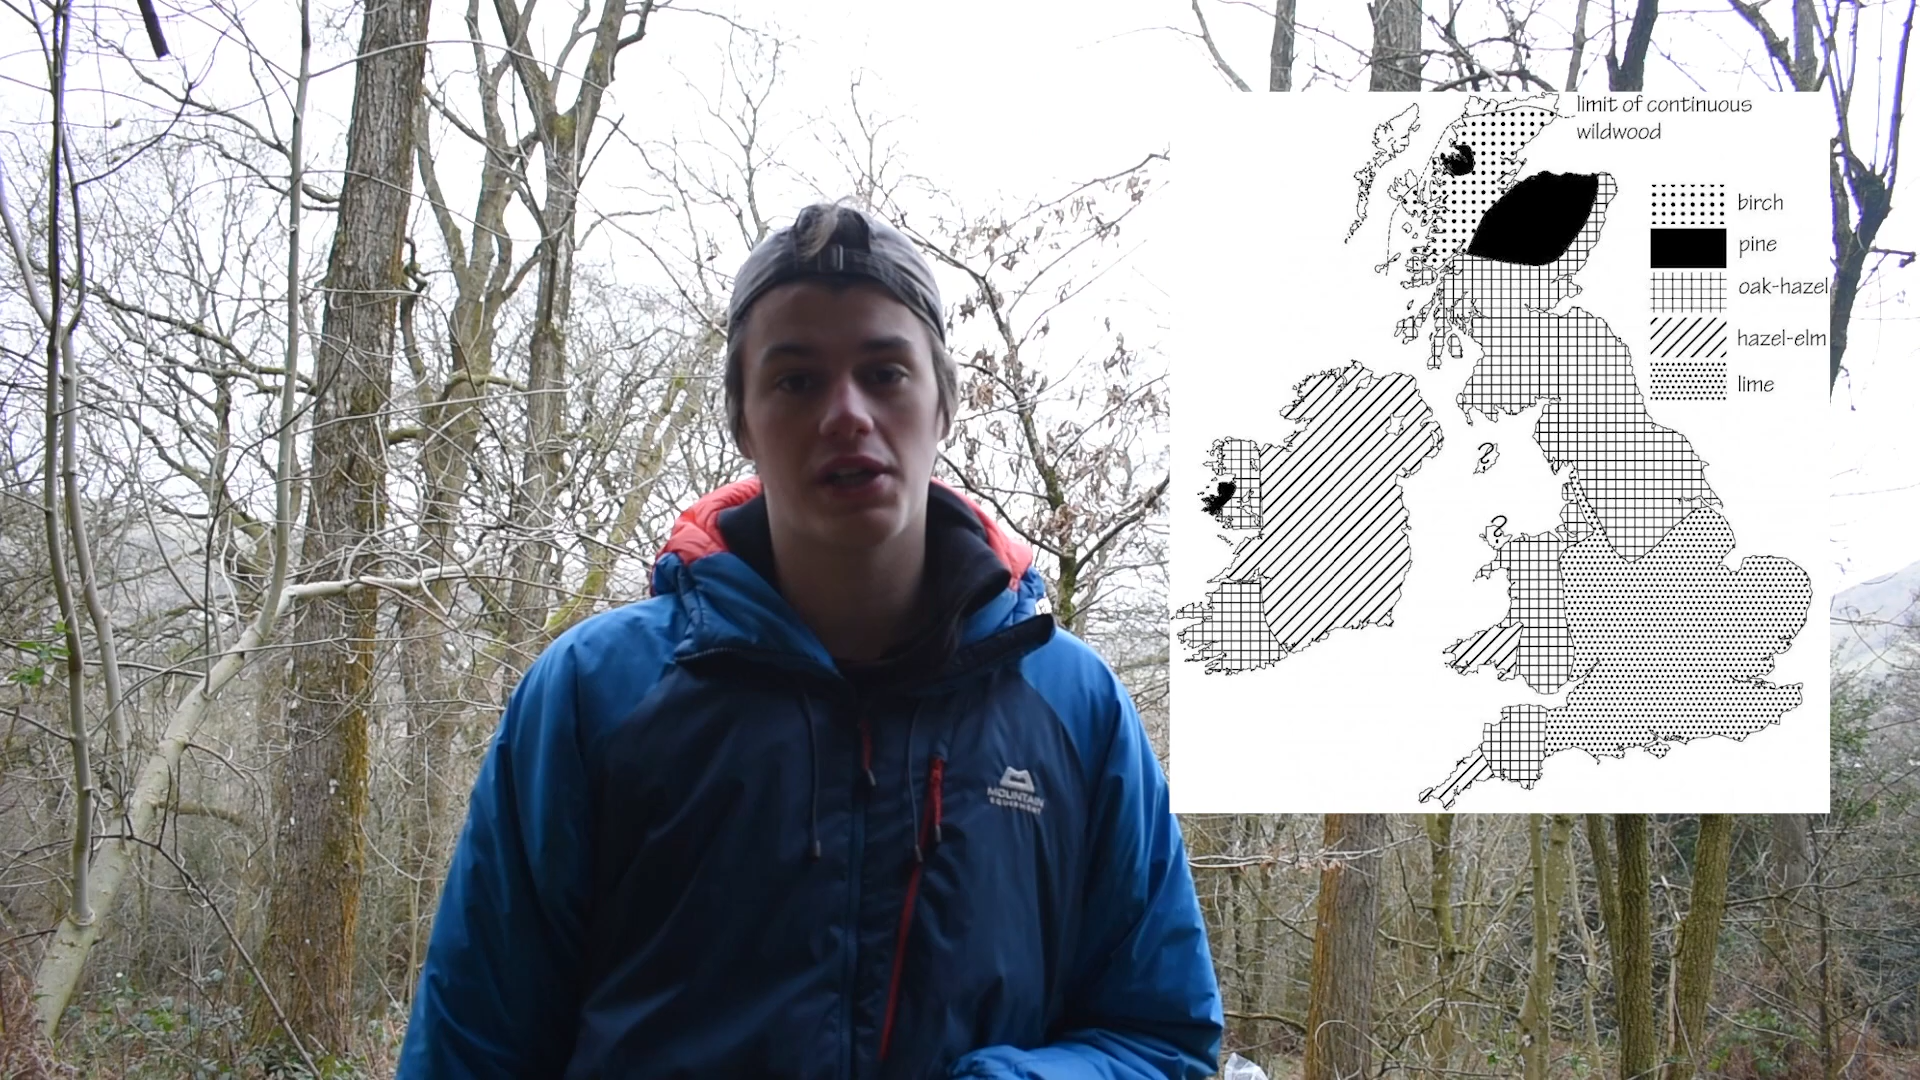 limit of continuous
wildwood
birch
pine
oak-hazel
hazel-elm
lime
?
?
MOUNTAIN
EQUIPMENT